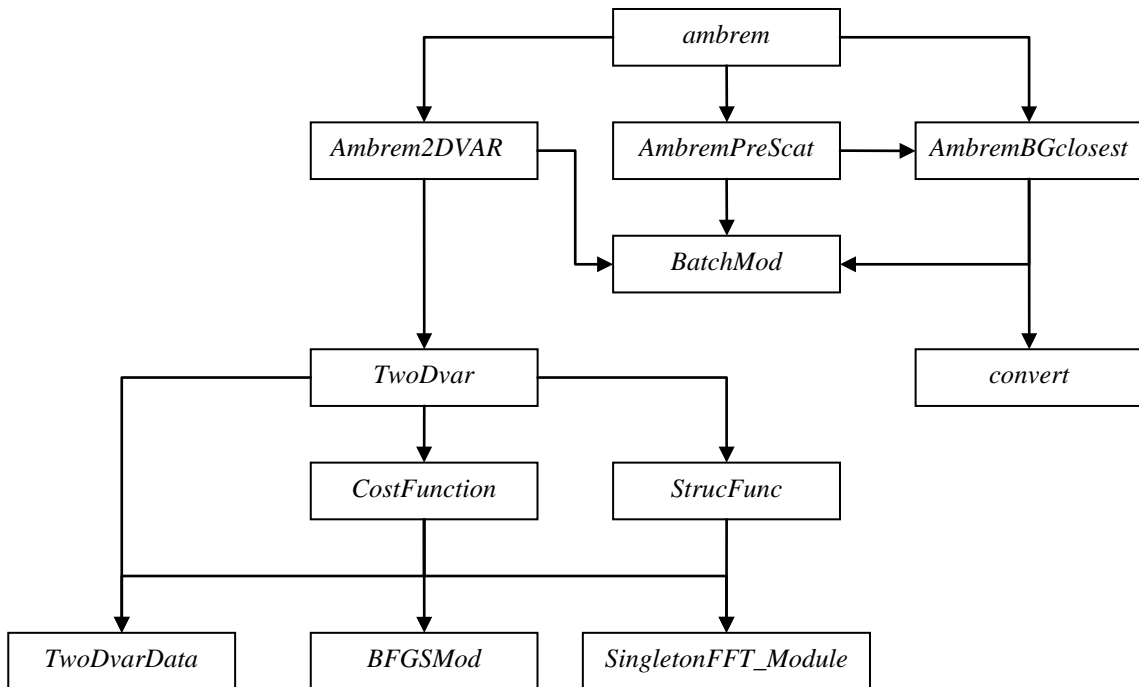 ambrem
Ambrem2DVAR
AmbremPreScat
AmbremBGclosest
BatchMod
TwoDvar
convert
CostFunction
StrucFunc
TwoDvarData
BFGSMod
SingletonFFT_Module